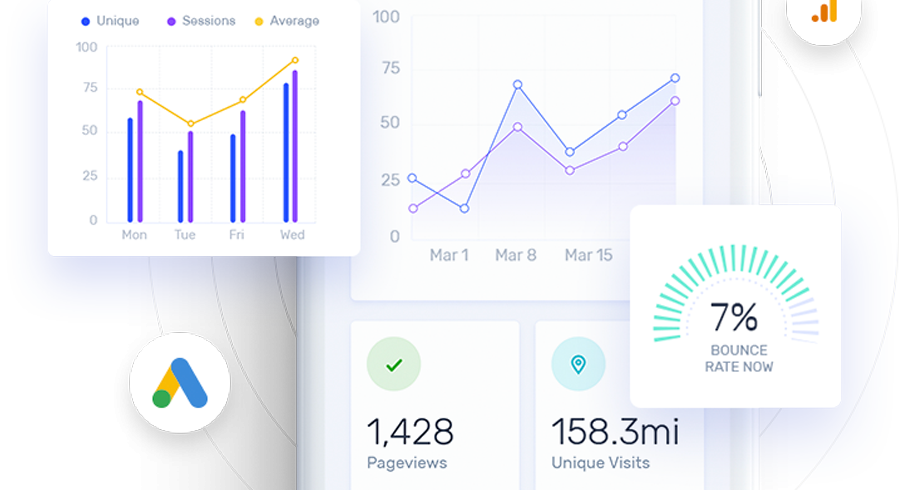 Unique Sessions Average
100
75
50
25
0
Mon Tue Fri Wed
100
75
50
25
0
Mar 1 Mar 8 Mar 15
7%
BOUNCE
RATE NOW
1,428
Pageviews
158.3mi
Unique Visits